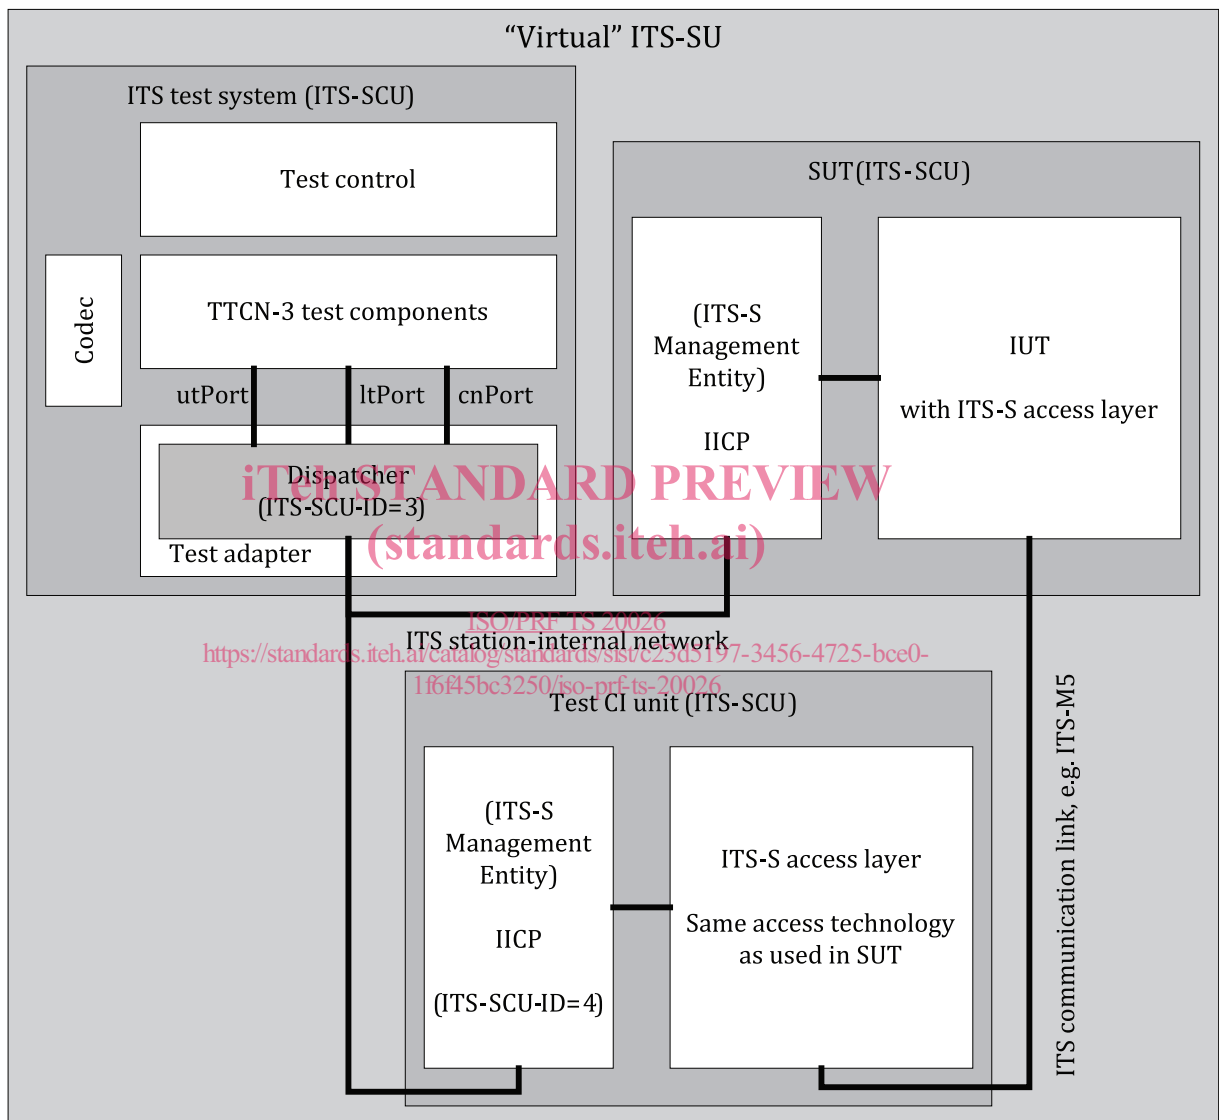 “Virtual” ITS-SU
ITS test system (ITS-SCU)
Test control
Codec
TTCN-3 test components
utPort
ltPort
cnPort
Dispatcher
(ITS-SCU-ID=3)
Test adapter
SUT(ITS-SCU)
(ITS-S
Management
Entity)
IICP
IUT
with ITS-S access layer
iTeh STANDARD PREVIEW
(standards.iteh.ai)
ISO/PRF TS 20026
ITS station-internal network
https://standards.iteh.ai/catalog/standards/sist/c23d5197-3456-4725-bce0-
1f6f45bc3250/iso-prf-ts-20026
Test CI unit (ITS-SCU)
(ITS-S
Management
Entity)
IICP
(ITS-SCU-ID=4)
ITS-S access layer
Same access technology
as used in SUT
ITS communication link, e.g. ITS-M5